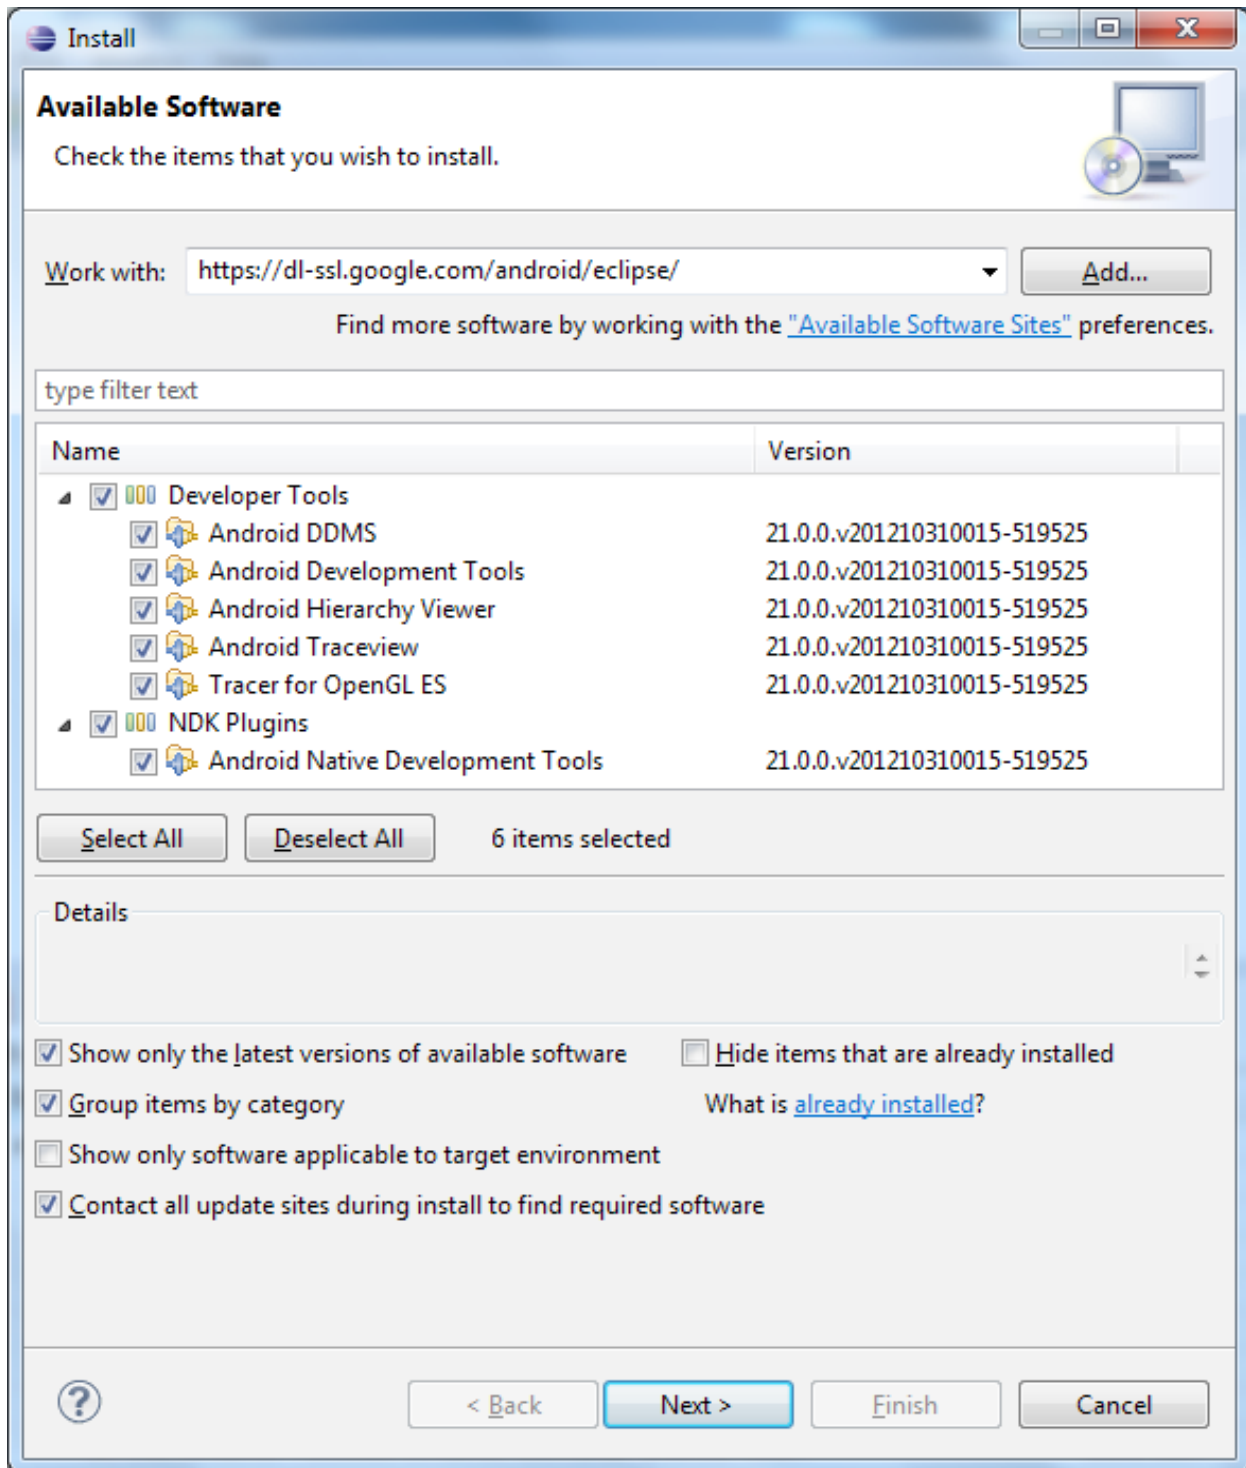 Install
Available Software
Check the items that you wish to install.
Work with: https://dl-ssl.google.com/android/eclipse/ Add...
Find more software by working with the "Available Software Sites" preferences.
type filter text
Name Version
Developer Tools
Android DDMS 21.0.0.v201210310015-519525
Android Development Tools 21.0.0.v201210310015-519525
Android Hierarchy Viewer 21.0.0.v201210310015-519525
Android Traceview 21.0.0.v201210310015-519525
Tracer for OpenGL ES 21.0.0.v201210310015-519525
NDK Plugins
Android Native Development Tools 21.0.0.v201210310015-519525
Select All Deselect All 6 items selected
Details
Show only the latest versions of available software Hide items that are already installed
Group items by category What is already installed?
Show only software applicable to target environment
Contact all update sites during install to find required software
? < Back Next > Finish Cancel